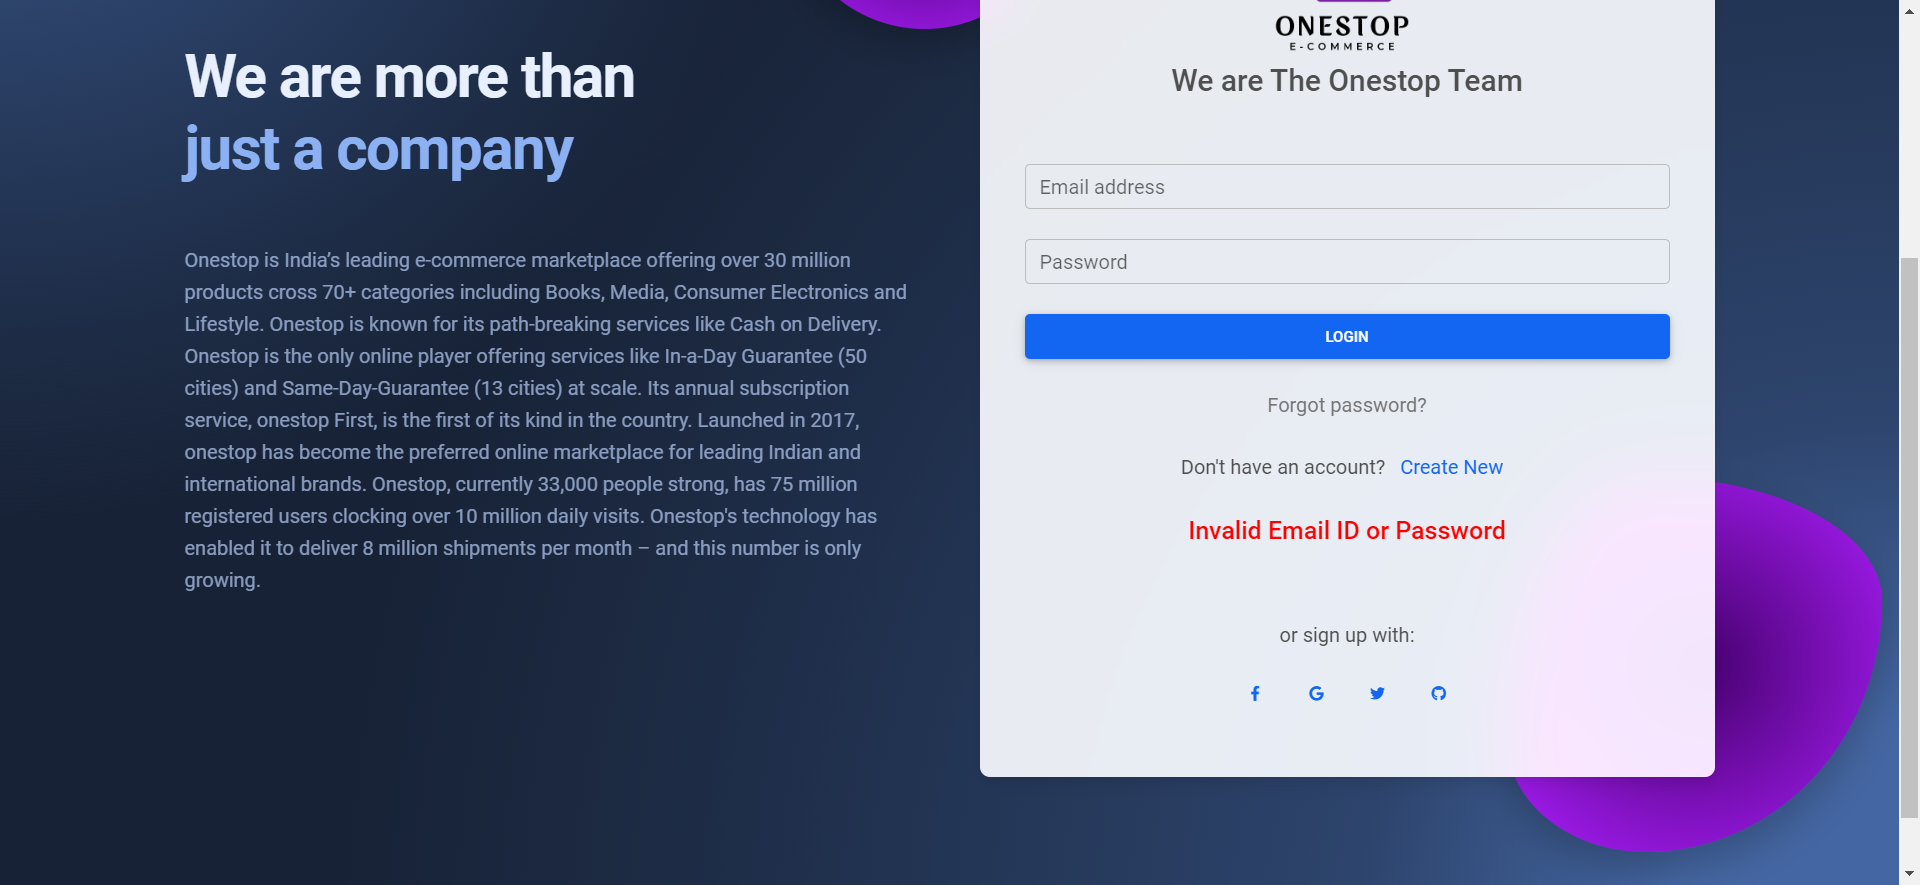 We are more than
just a company
Onestop is India’s leading e-commerce marketplace offering over 30 million
products cross 70+ categories including Books, Media, Consumer Electronics and
Lifestyle. Onestop is known for its path-breaking services like Cash on Delivery.
Onestop is the only online player offering services like In-a-Day Guarantee (50
cities) and Same-Day-Guarantee (13 cities) at scale. Its annual subscription
service, onestop First, is the first of its kind in the country. Launched in 2017,
onestop has become the preferred online marketplace for leading Indian and
international brands. Onestop, currently 33,000 people strong, has 75 million
registered users clocking over 10 million daily visits. Onestop's technology has
enabled it to deliver 8 million shipments per month – and this number is only
growing.
ONESTOP
E-COMMERCE
We are The Onestop Team
Email address
Password
LOGIN
Forgot password?
Don't have an account? Create New
Invalid Email ID or Password
or sign up with: